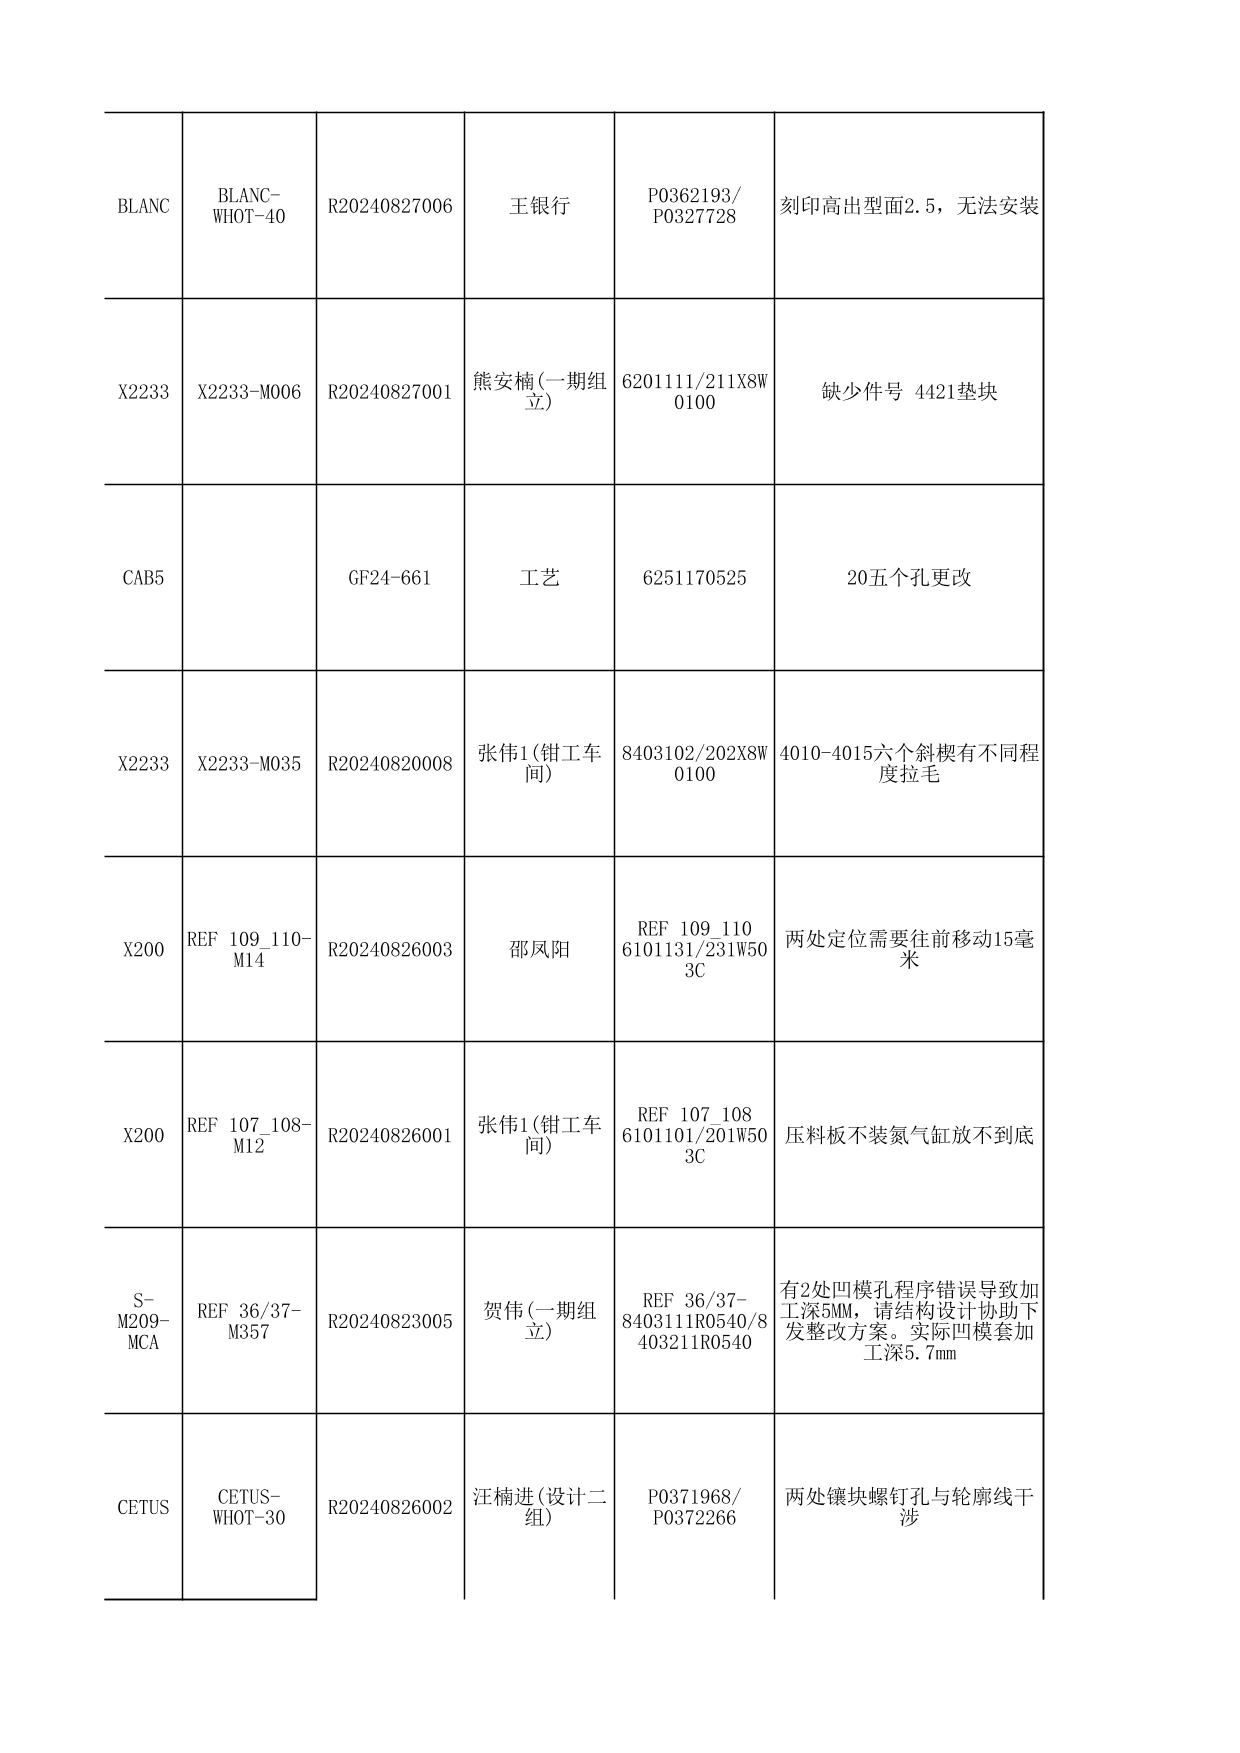 BLANC
BLANC-
WHOT-40
R20240827006
王银行
P0362193/
P0327728
刻印高出型面2.5，无法安装
X2233
X2233-M006
R20240827001
熊安楠(一期组
立)
6201111/211X8W
0100
缺少件号 4421垫块
CAB5
GF24-661
工艺
6251170525
20五个孔更改
X2233
X2233-M035
R20240820008
张伟1(钳工车
间)
8403102/202X8W
0100
4010-4015六个斜楔有不同程
度拉毛
X200
REF 109_110-
M14
R20240826003
邵凤阳
REF 109_110
6101131/231W50
3C
两处定位需要往前移动15毫
米
X200
REF 107_108-
M12
R20240826001
张伟1(钳工车
间)
REF 107_108
6101101/201W50
3C
压料板不装氮气缸放不到底
S-
M209-
MCA
REF 36/37-
M357
R20240823005
贺伟(一期组
立)
REF 36/37-
8403111R0540/8
403211R0540
有2处凹模孔程序错误导致加
工深5MM，请结构设计协助下
发整改方案。实际凹模套加
工深5.7mm
CETUS
CETUS-
WHOT-30
R20240826002
汪楠进(设计二
组)
P0371968/
P0372266
两处镶块螺钉孔与轮廓线干
涉